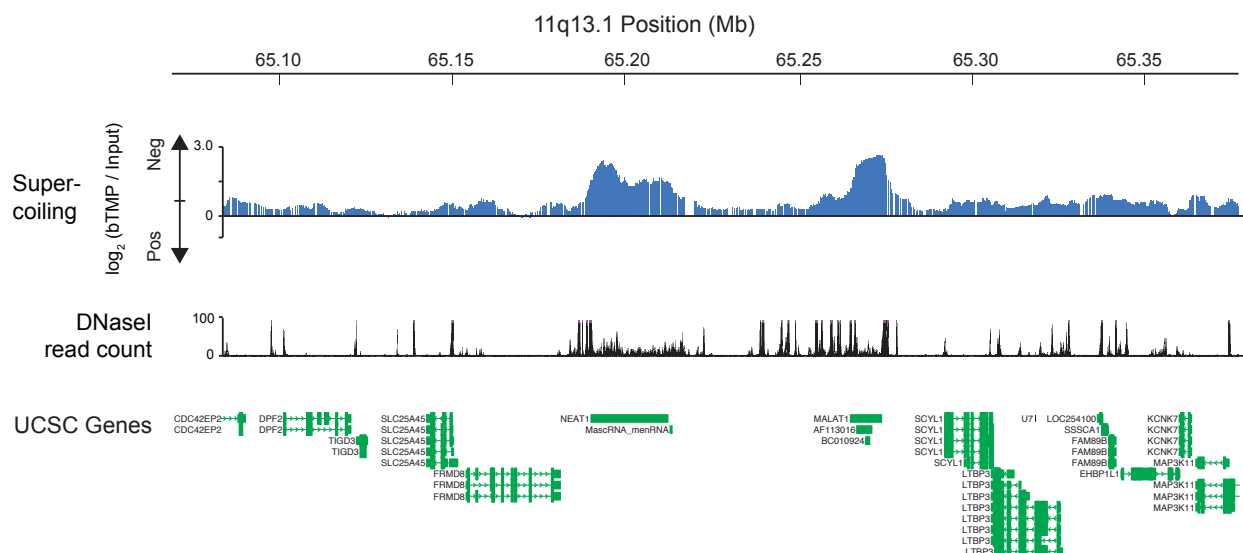 11q13.1 Position (Mb)
65.10 65.15 65.20 65.25 65.30 65.35
Super-
coiling
log2 (bTMP / Input)
Pos Neg
3.0
0
DNaseI
read count
100
0
UCSC Genes
CDC42EP2 DPF2 SLC25A45 NEAT1 MALAT1 SCYL1 U7I LOC254100 KCNK7
CDC42EP2 DPF2 SLC25A45 MascRNA_menRNA AF113016 SCYL1 SSSCA1 KCNK7
TIGD3 SLC25A45 BC010924 SCYL1 FAM89B KCNK7
TIGD3 SLC25A45 SCYL1 FAM89B KCNK7
SLC25A45 SCYL1 FAM89B MAP3K11
FRMD8 LTBP3 EHBP1L1
FRMD8 LTBP3 MAP3K11
FRMD8 LTBP3 MAP3K11
LTBP3 MAP3K11
LTBP3
LTBP3
LTBP3
LTBP3